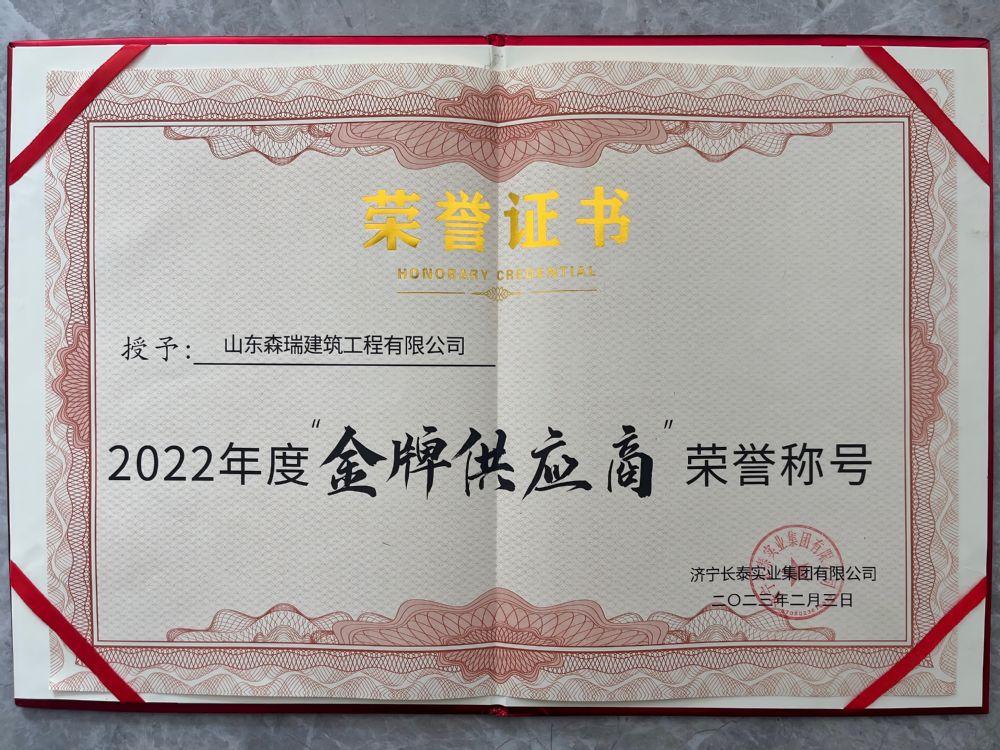 荣誉证书
HONORARY CREDENTIAL
授予: 山东森瑞建筑工程有限公司
2022年度“金牌供应商”荣誉称号
济宁长泰实业集团有限公司
二〇二三年二月三日